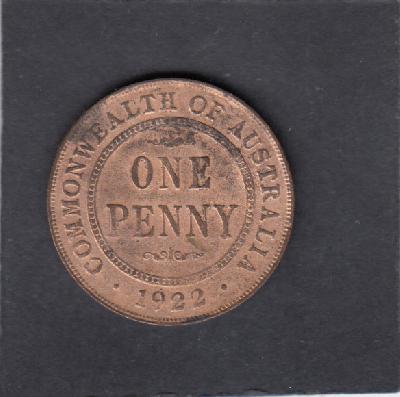 COMMONWEALTH OF AUSTRALIA
ONE
PENNY
· 1922 ·